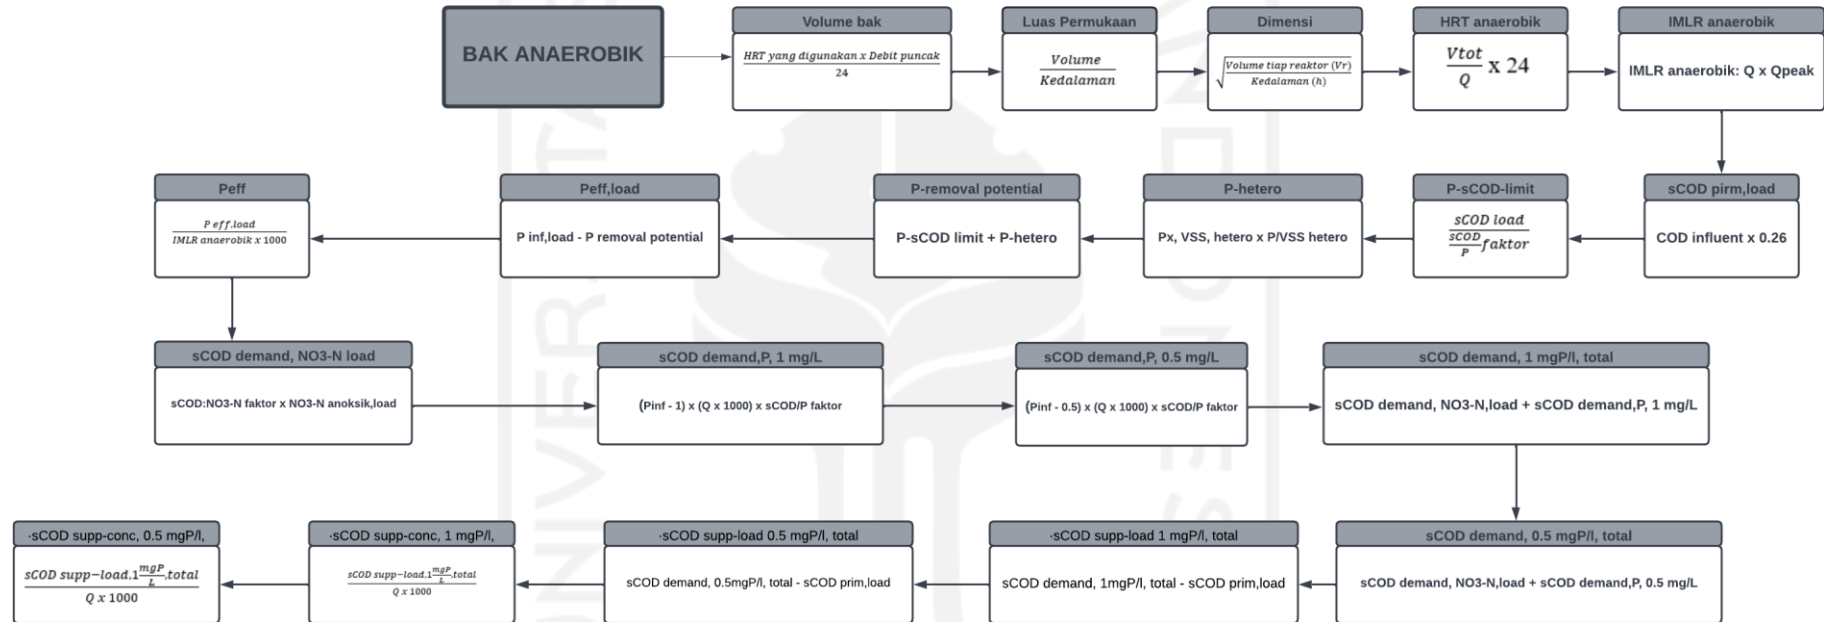 BAK ANAEROBIK
Volume bak
HRT yang digunakan x Debit puncak
24
Luas Permukaan
Volume
Kedalaman
Dimensi
√ Volume tiap reaktor (Vr)
Kedalaman (h)
HRT anaerobik
Vtot
Q
x 24
IMLR anaerobik
IMLR anaerobik: Q x Qpeak
sCOD pirm,load
COD influent x 0.26
P-sCOD-limit
sCOD load
sCOD
P
faktor
P-hetero
Px, VSS, hetero x P/VSS hetero
P-removal potential
P-sCOD limit + P-hetero
Peff,load
P inf,load - P removal potential
Peff
P eff,load
IMLR anaerobik x 1000
sCOD demand, NO3-N load
sCOD:NO3-N faktor x NO3-N anoksik,load
sCOD demand,P, 1 mg/L
(Pinf - 1) x (Q x 1000) x sCOD/P faktor
sCOD demand,P, 0.5 mg/L
(Pinf - 0.5) x (Q x 1000) x sCOD/P faktor
sCOD demand, 1 mgP/l, total
sCOD demand, NO3-N,load + sCOD demand,P, 1 mg/L
sCOD demand, 0.5 mgP/l, total
sCOD demand, NO3-N,load + sCOD demand,P, 0.5 mg/L
·sCOD supp-load 1 mgP/l, total
sCOD demand, 1mgP/l, total - sCOD prim,load
·sCOD supp-load 0.5 mgP/l, total
sCOD demand, 0.5mgP/l, total - sCOD prim,load
·sCOD supp-conc, 1 mgP/l,
sCOD supp-load,1 mgP/L,total
Q x 1000
·sCOD supp-conc, 0.5 mgP/l,
sCOD supp-load,1 mgP/L,total
Q x 1000